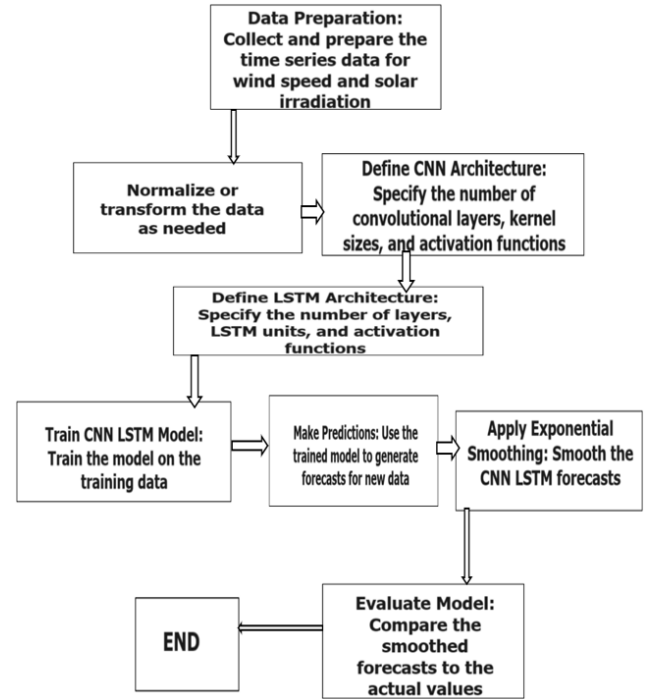 Data Preparation:
Collect and prepare the
time series data for
wind speed and solar
irradiation
Normalize or
transform the data
as needed
Define CNN Architecture:
Specify the number of
convolutional layers, kernel
sizes, and activation functions
Define LSTM Architecture:
Specify the number of layers,
LSTM units, and activation
functions
Train CNN LSTM Model:
Train the model on the
training data
Make Predictions: Use the
trained model to generate
forecasts for new data
Apply Exponential
Smoothing: Smooth the
CNN LSTM forecasts
Evaluate Model:
Compare the
smoothed
forecasts to the
actual values
END